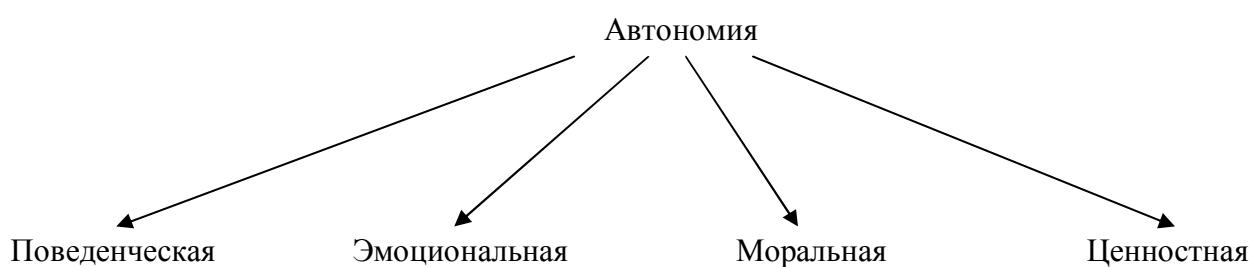 Автономия
Поведенческая Эмоциональная Моральная Ценностная